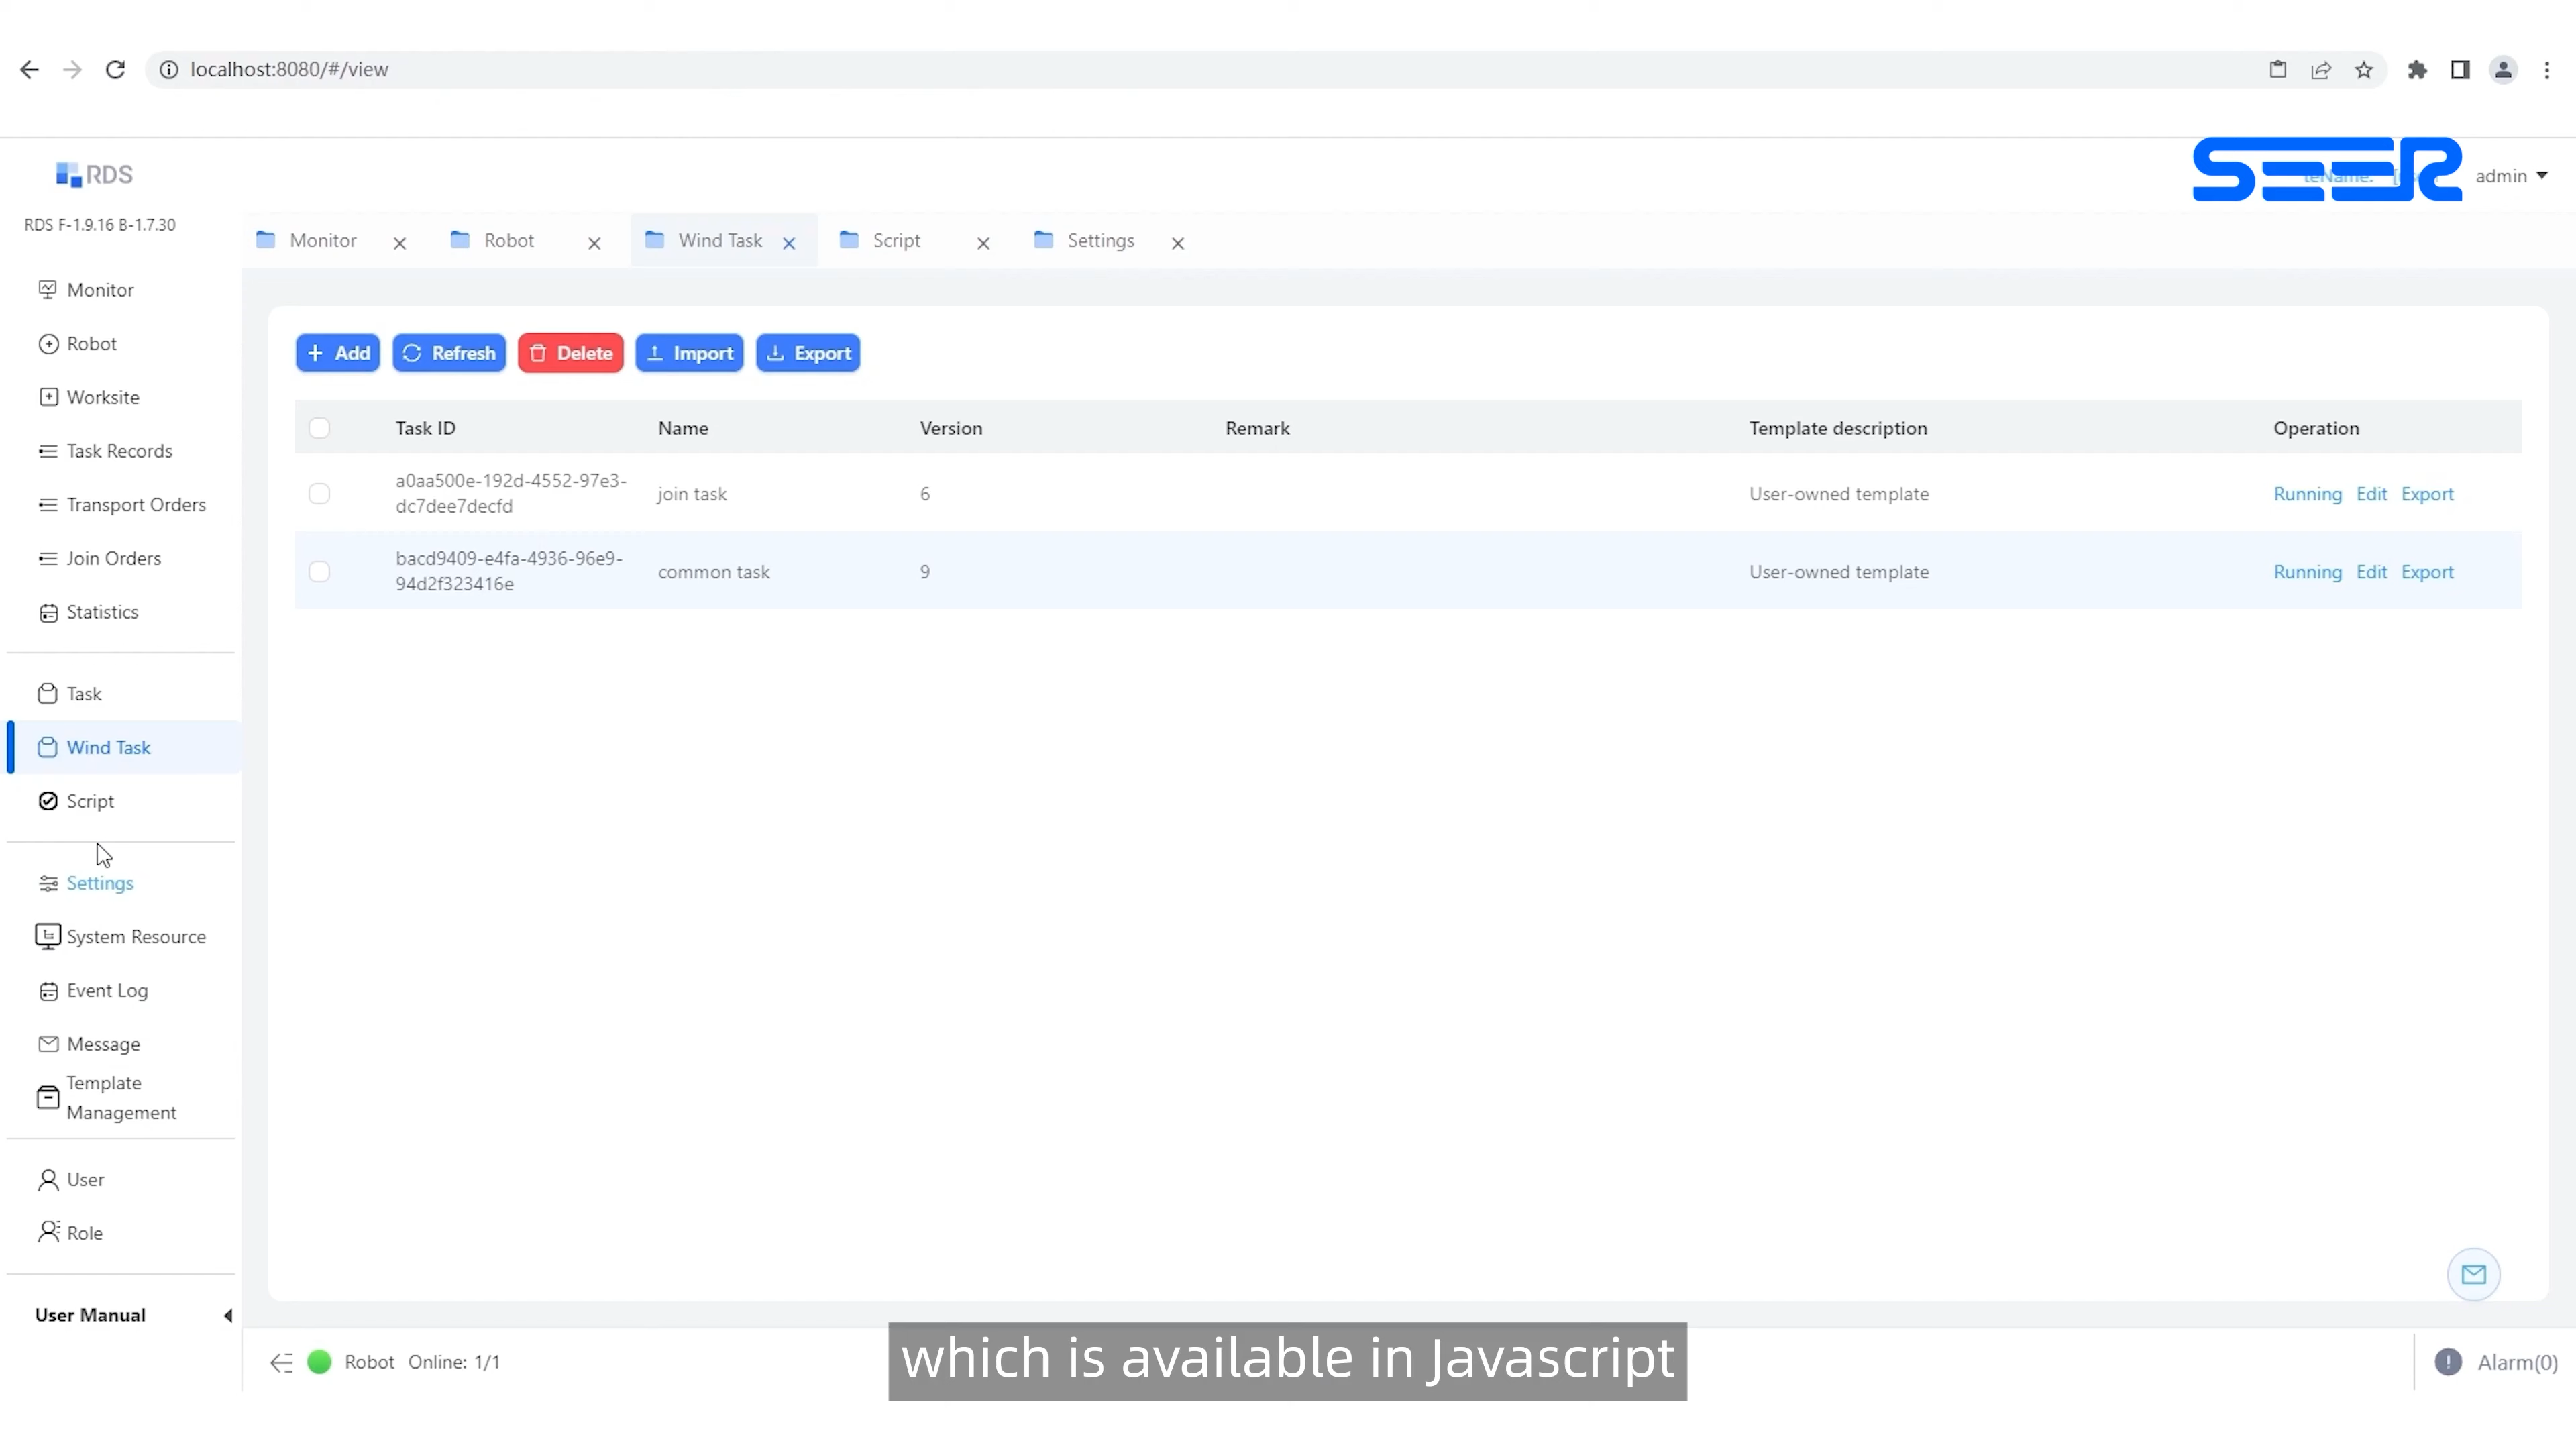 localhost:8080/#/view
RDS
SEER
admin
RDS F-1.9.16 B-1.7.30
Monitor
Robot
Wind Task
Script
Settings
Monitor
Robot
Worksite
Task Records
Transport Orders
Join Orders
Statistics
Task
Wind Task
Script
Settings
System Resource
Event Log
Message
Template
Management
User
Role
User Manual
Add
Refresh
Delete
Import
Export
Task ID Name Version Remark Template description Operation
a0aa500e-192d-4552-97e3-
dc7dee7decfd
join task 6 User-owned template Running Edit Export
bacd9409-e4fa-4936-96e9-
94d2f323416e
common task 9 User-owned template Running Edit Export
Robot Online: 1/1
which is available in Javascript
Alarm(0)